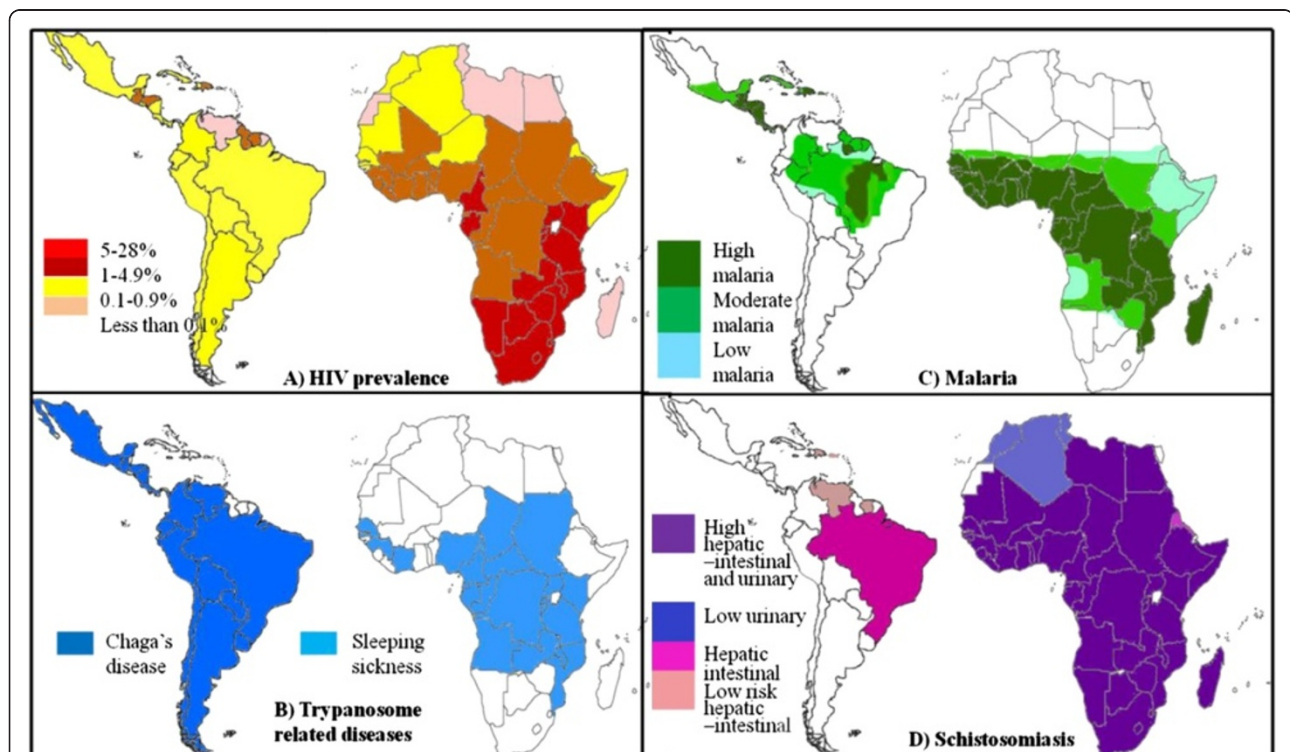 5-28%
1-4.9%
0.1-0.9%
Less than 0.1%
A) HIV prevalence
High
malaria
Moderate
malaria
Low
malaria
C) Malaria
Chaga`s
disease
Sleeping
sickness
B) Trypanosome
related diseases
High
hepatic
–intestinal
and urinary
Low urinary
Hepatic
intestinal
Low risk
hepatic
–intestinal
D) Schistosomiasis